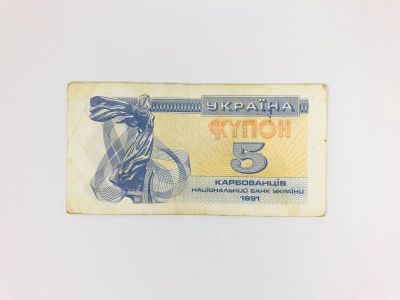 УКРАЇНА
КУПОН
5
КАРБОВАНЦІВ
НАЦІОНАЛЬНИЙ БАНК УКРАЇНИ
1991